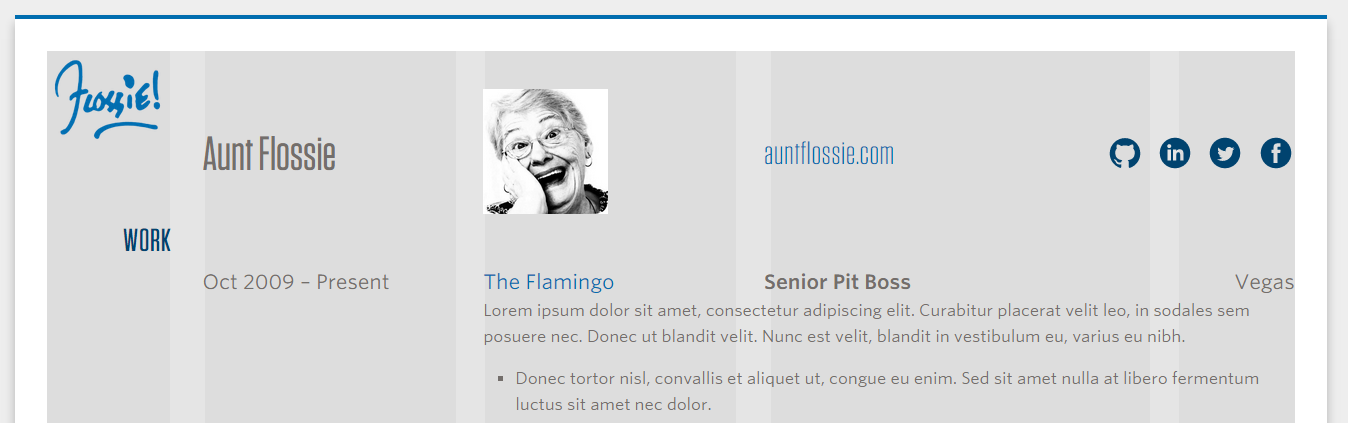 Flossie!
Aunt Flossie
auntflossie.com
WORK
Oct 2009 – Present
The Flamingo
Senior Pit Boss
Vegas
Lorem ipsum dolor sit amet, consectetur adipiscing elit. Curabitur placerat velit leo, in sodales sem
posuere nec. Donec ut blandit velit. Nunc est velit, blandit in vestibulum eu, varius eu nibh.
▪ Donec tortor nisl, convallis et aliquet ut, congue eu enim. Sed sit amet nulla at libero fermentum
luctus sit amet nec dolor.